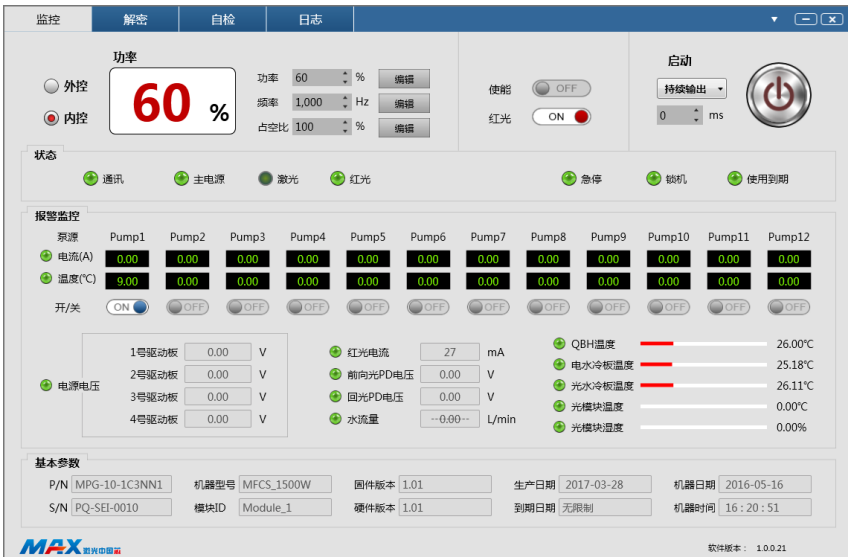 监控 解密 自检 日志
功率 启动
外控 内控
60 %
功率 60 % 编辑
频率 1,000 Hz 编辑
占空比 100 % 编辑
使能 OFF
红光 ON
持续输出
0 ms
状态
通讯 主电源 激光 红光 急停 锁机 使用到期
报警监控
泵源 Pump1 Pump2 Pump3 Pump4 Pump5 Pump6 Pump7 Pump8 Pump9 Pump10 Pump11 Pump12
电流(A) 0.00 0.00 0.00 0.00 0.00 0.00 0.00 0.00 0.00 0.00 0.00 0.00
温度(℃) 9.00 0.00 0.00 0.00 0.00 0.00 0.00 0.00 0.00 0.00 0.00 0.00
开/关 ON OFF OFF OFF OFF OFF OFF OFF OFF OFF OFF OFF
电源电压
1号驱动板 0.00 V
2号驱动板 0.00 V
3号驱动板 0.00 V
4号驱动板 0.00 V
红光电流 27 mA
前向光PD电压 0.00 V
回光PD电压 0.00 V
水流量 --0.00-- L/min
QBH温度 26.00℃
电水冷板温度 25.18℃
光水冷板温度 26.11℃
光模块温度 0.00℃
光模块湿度 0.00%
基本参数
P/N MPG-10-1C3NN1 机器型号 MFCS_1500W 固件版本 1.01 生产日期 2017-03-28 机器日期 2016-05-16
S/N PQ-SEI-0010 模块ID Module_1 硬件版本 1.01 到期日期 无限制 机器时间 16:20:51
MAX 激光中国芯 软件版本: 1.0.0.21